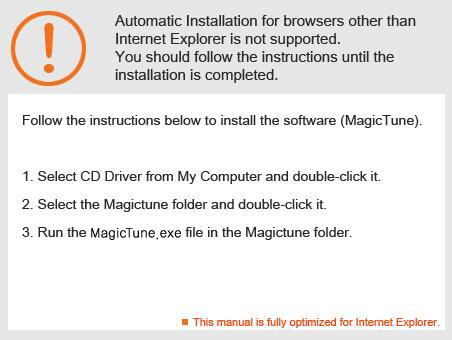 Automatic Installation for browsers other than
Internet Explorer is not supported.
You should follow the instructions until the
installation is completed.
Follow the instructions below to install the software (MagicTune).
1. Select CD Driver from My Computer and double-click it.
2. Select the Magictune folder and double-click it.
3. Run the MagicTune.exe file in the Magictune folder.
This manual is fully optimized for Internet Explorer.